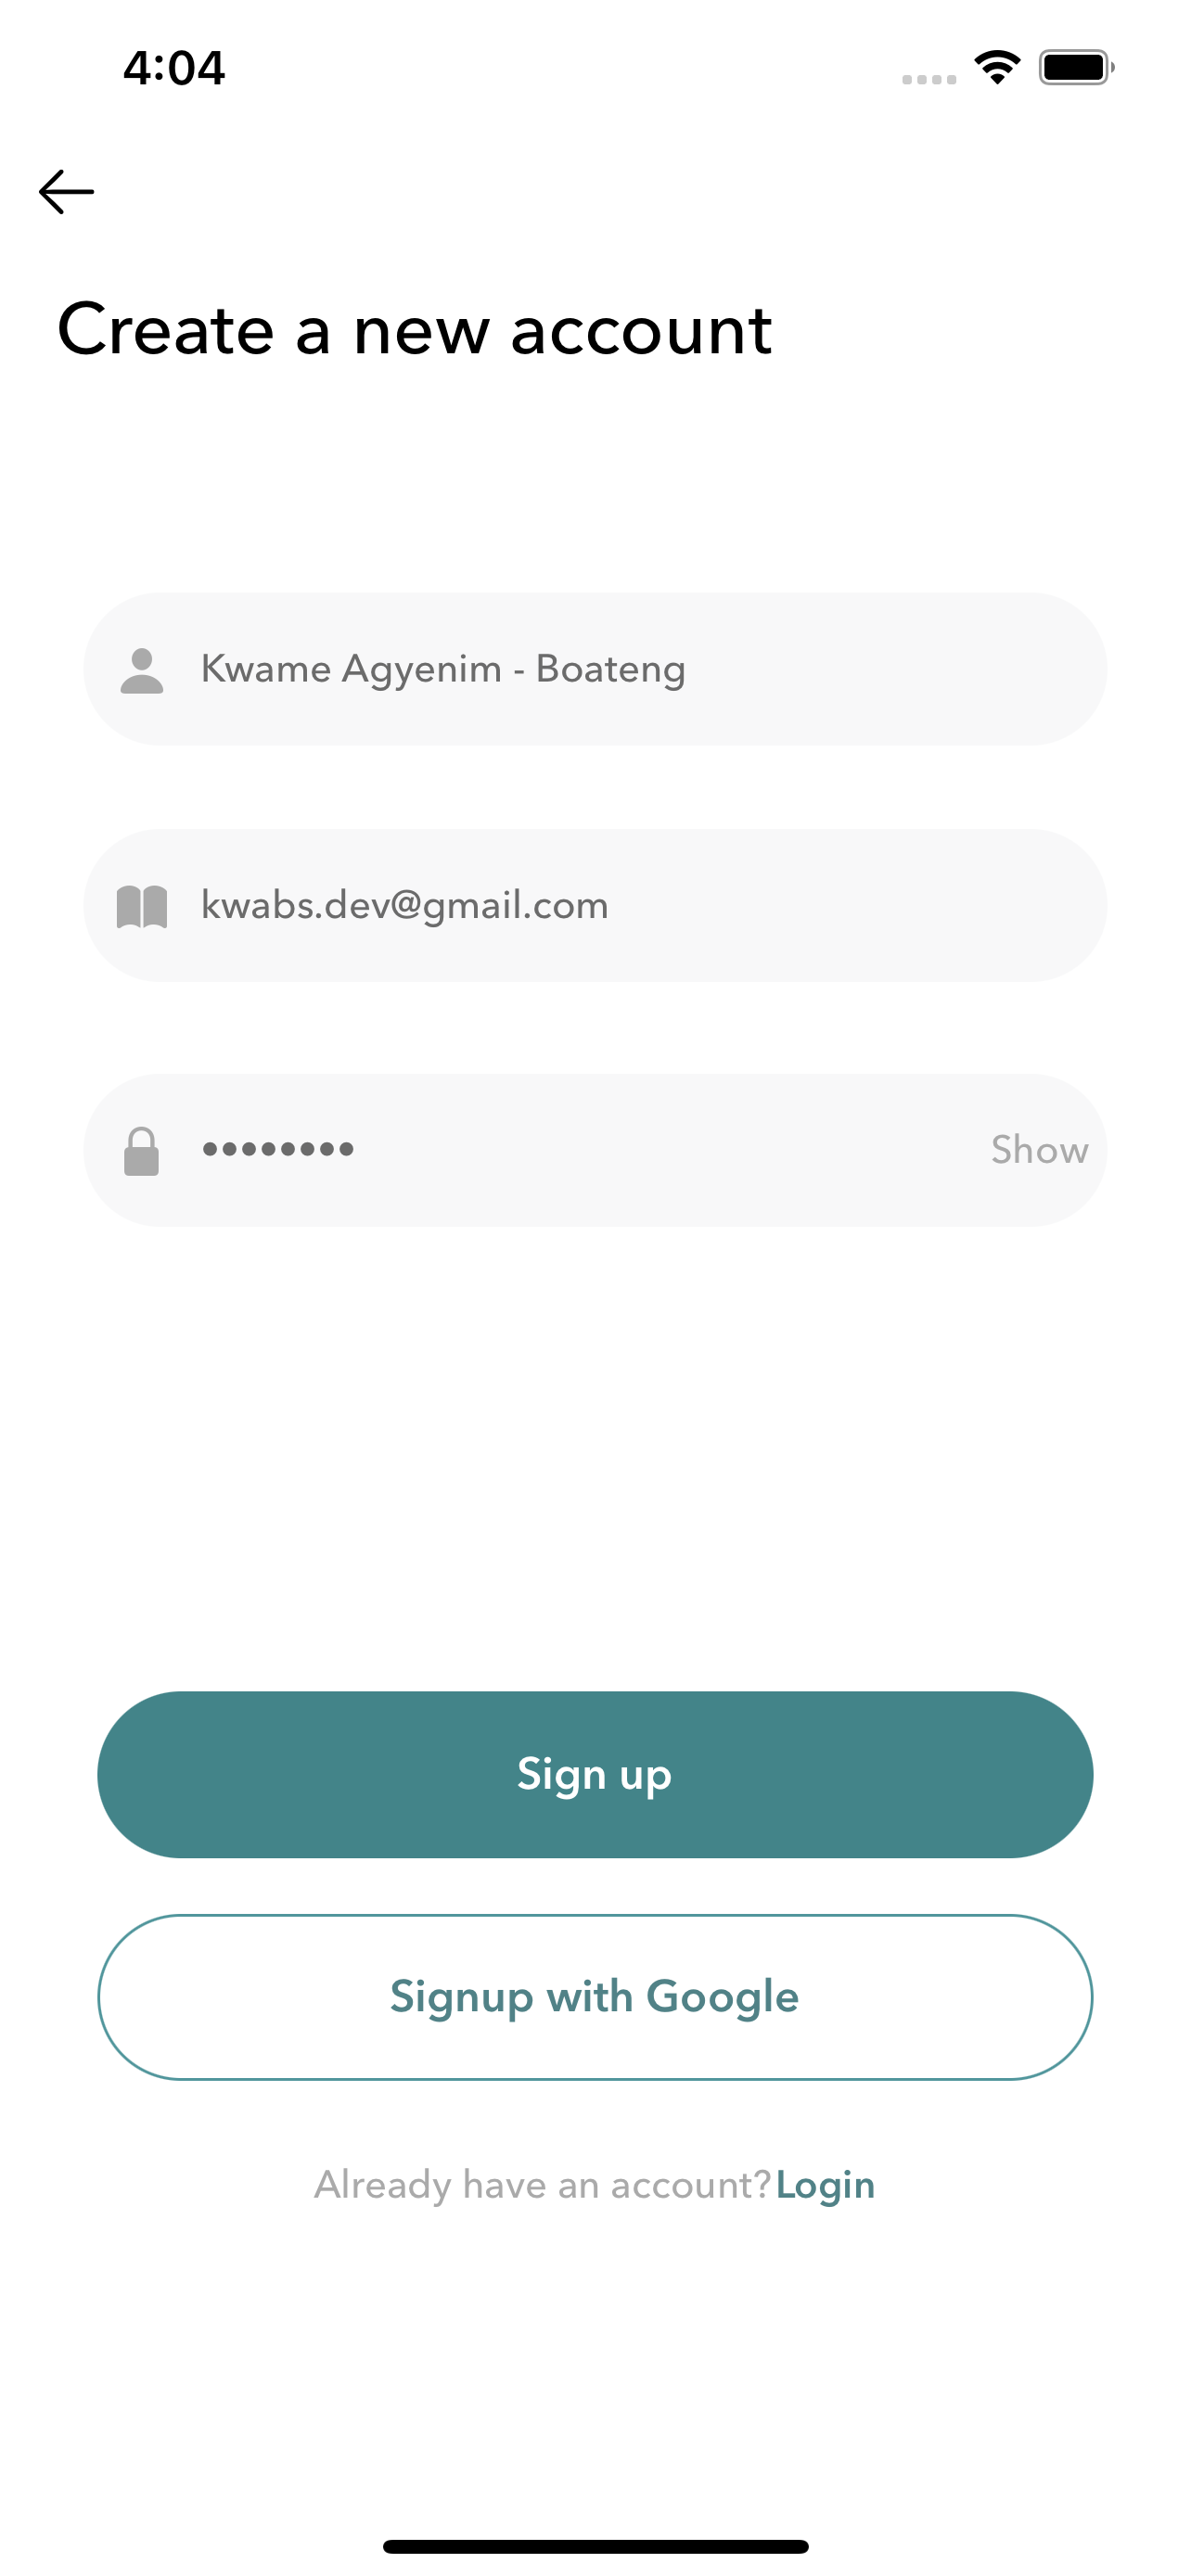 4:04
Create a new account
Kwame Agyenim - Boateng
kwabs.dev@gmail.com
•••••••• Show
Sign up
Signup with Google
Already have an account? Login